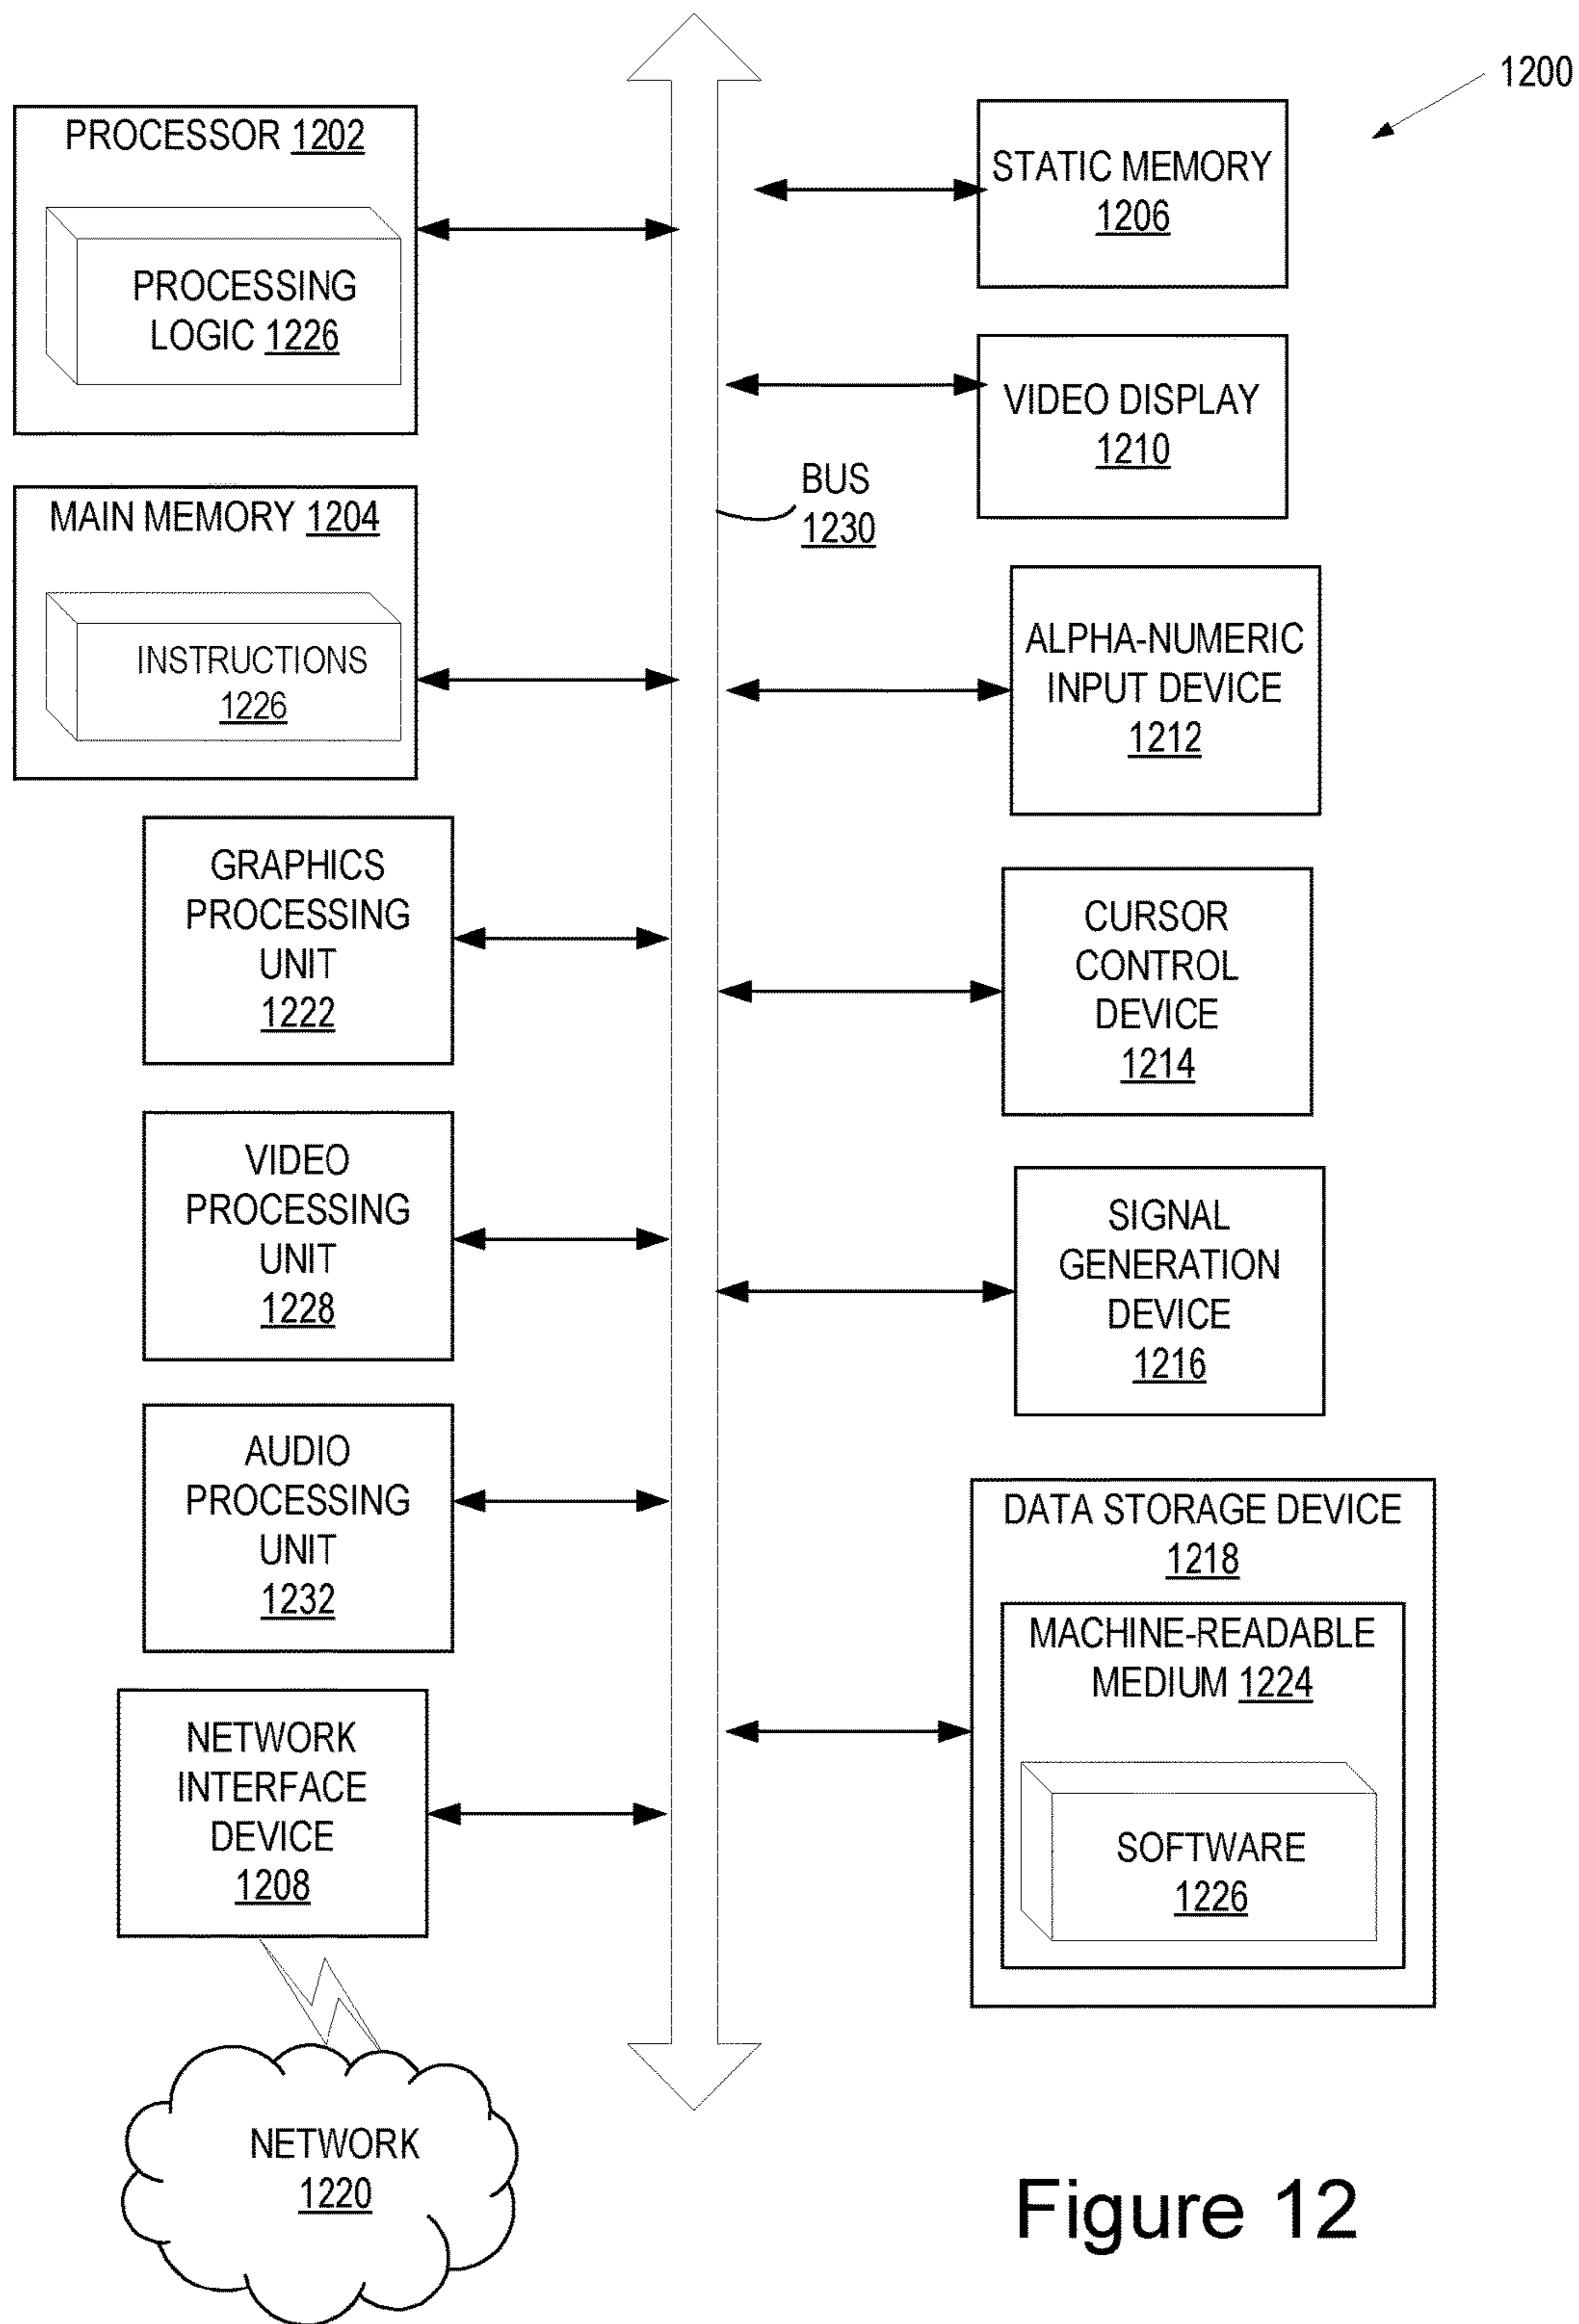 1200
PROCESSOR 1202
PROCESSING
LOGIC 1226
MAIN MEMORY 1204
INSTRUCTIONS
1226
GRAPHICS
PROCESSING
UNIT
1222
VIDEO
PROCESSING
UNIT
1228
AUDIO
PROCESSING
UNIT
1232
NETWORK
INTERFACE
DEVICE
1208
NETWORK
1220
BUS
1230
STATIC MEMORY
1206
VIDEO DISPLAY
1210
ALPHA-NUMERIC
INPUT DEVICE
1212
CURSOR
CONTROL
DEVICE
1214
SIGNAL
GENERATION
DEVICE
1216
DATA STORAGE DEVICE
1218
MACHINE-READABLE
MEDIUM 1224
SOFTWARE
1226
Figure 12